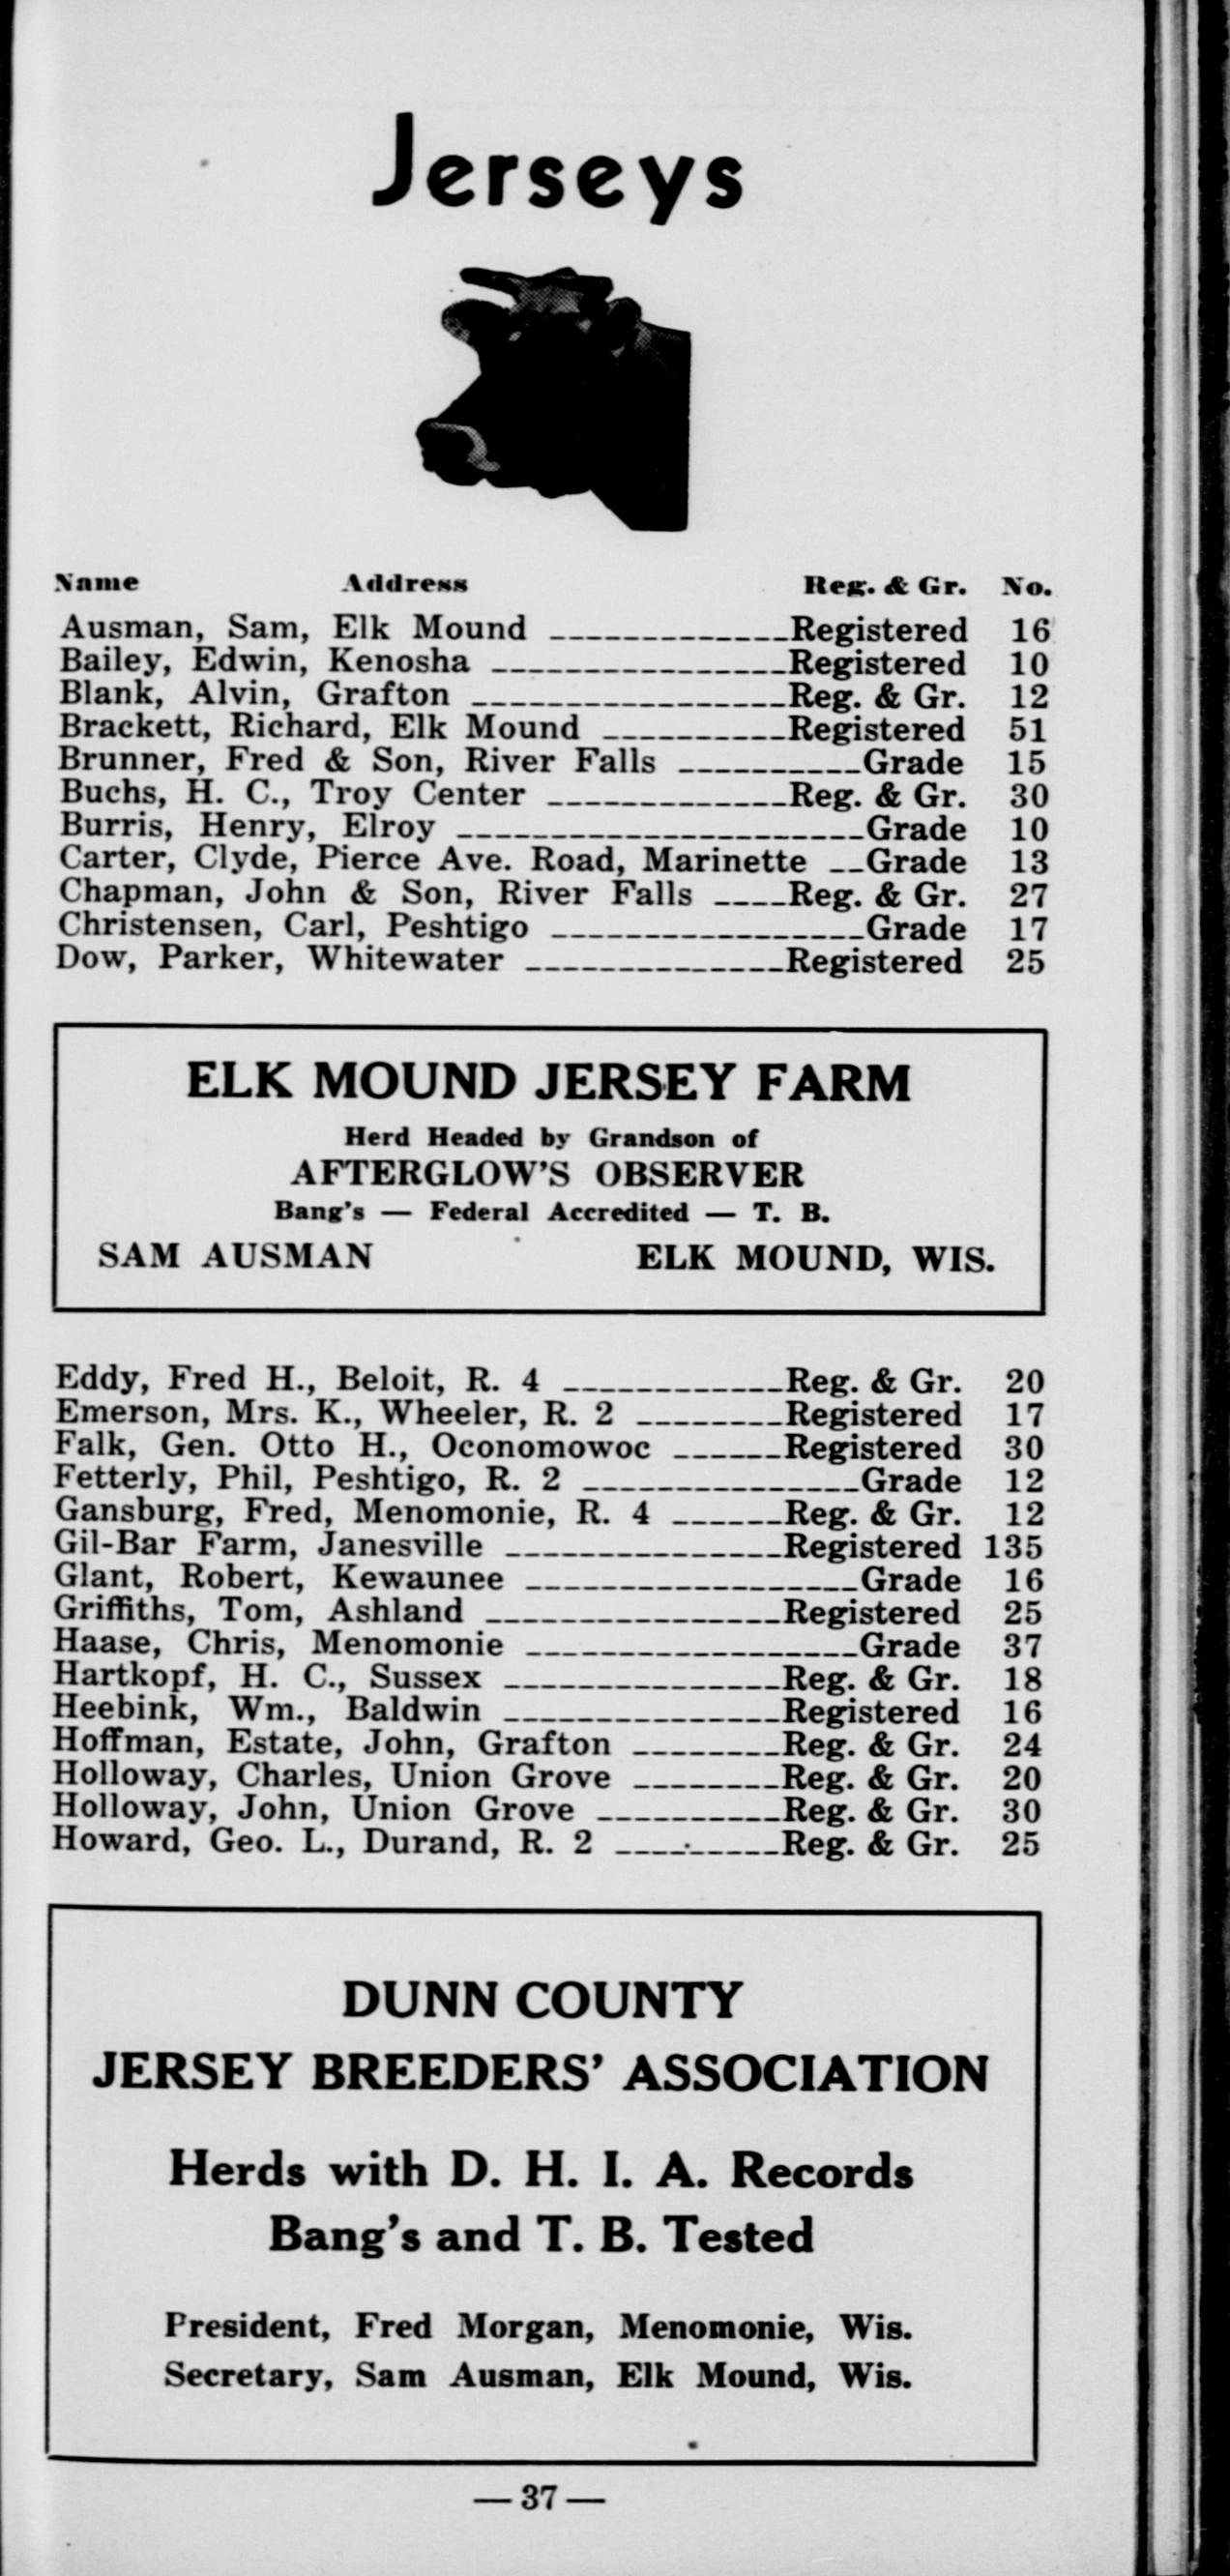 Jerseys
Name Address Reg. & Gr. No.
Ausman, Sam, Elk Mound _____________Registered 16
Bailey, Edwin, Kenosha ________________Registered 10
Blank, Alvin, Grafton _________________Reg. & Gr. 12
Brackett, Richard, Elk Mound __________Registered 51
Brunner, Fred & Son, River Falls __________Grade 15
Buchs, H. C., Troy Center _____________Reg. & Gr. 30
Burris, Henry, Elroy ______________________Grade 10
Carter, Clyde, Pierce Ave. Road, Marinette __Grade 13
Chapman, John & Son, River Falls ____Reg. & Gr. 27
Christensen, Carl, Peshtigo _________________Grade 17
Dow, Parker, Whitewater ______________Registered 25
ELK MOUND JERSEY FARM
Herd Headed by Grandson of
AFTERGLOW'S OBSERVER
Bang's — Federal Accredited — T. B.
SAM AUSMAN ELK MOUND, WIS.
Eddy, Fred H., Beloit, R. 4 ____________Reg. & Gr. 20
Emerson, Mrs. K., Wheeler, R. 2 ________Registered 17
Falk, Gen. Otto H., Oconomowoc ______Registered 30
Fetterly, Phil, Peshtigo, R. 2 _______________Grade 12
Gansburg, Fred, Menomonie, R. 4 ______Reg. & Gr. 12
Gil-Bar Farm, Janesville _______________Registered 135
Glant, Robert, Kewaunee __________________Grade 16
Griffiths, Tom, Ashland ________________Registered 25
Haase, Chris, Menomonie __________________Grade 37
Hartkopf, H. C., Sussex _______________Reg. & Gr. 18
Heebink, Wm., Baldwin _______________Registered 16
Hoffman, Estate, John, Grafton ________Reg. & Gr. 24
Holloway, Charles, Union Grove ________Reg. & Gr. 20
Holloway, John, Union Grove __________Reg. & Gr. 30
Howard, Geo. L., Durand, R. 2 _________Reg. & Gr. 25
DUNN COUNTY
JERSEY BREEDERS' ASSOCIATION
Herds with D. H. I. A. Records
Bang's and T. B. Tested
President, Fred Morgan, Menomonie, Wis.
Secretary, Sam Ausman, Elk Mound, Wis.
— 37 —